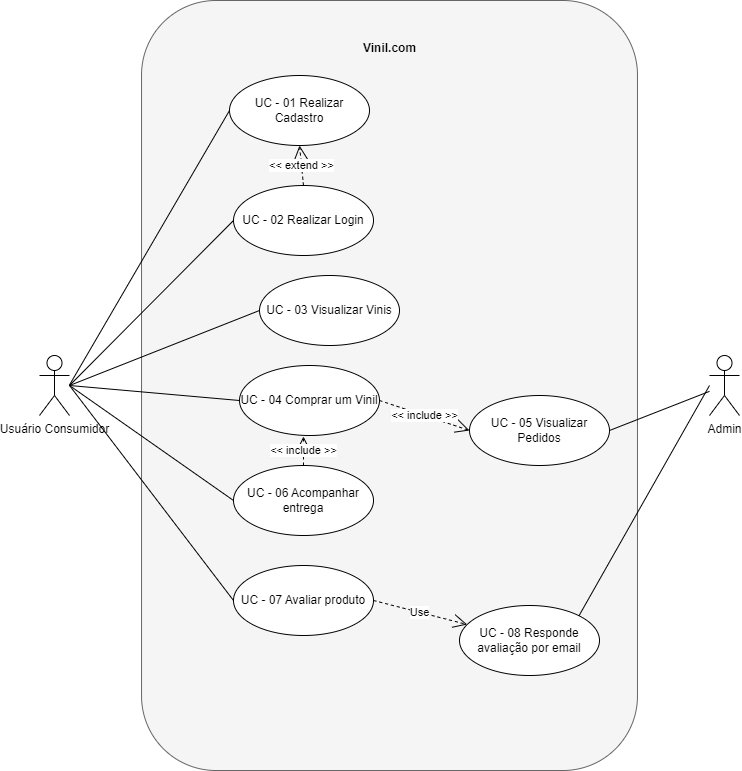 Vinil.com
UC - 01 Realizar
Cadastro
<< extend >>
UC - 02 Realizar Login
UC - 03 Visualizar Vinis
Usuário Consumidor
UC - 04 Comprar um Vinil
<< include >>
UC - 05 Visualizar
Pedidos
Admin
<< include >>
UC - 06 Acompanhar
entrega
UC - 07 Avaliar produto
Use
UC - 08 Responde
avaliação por email